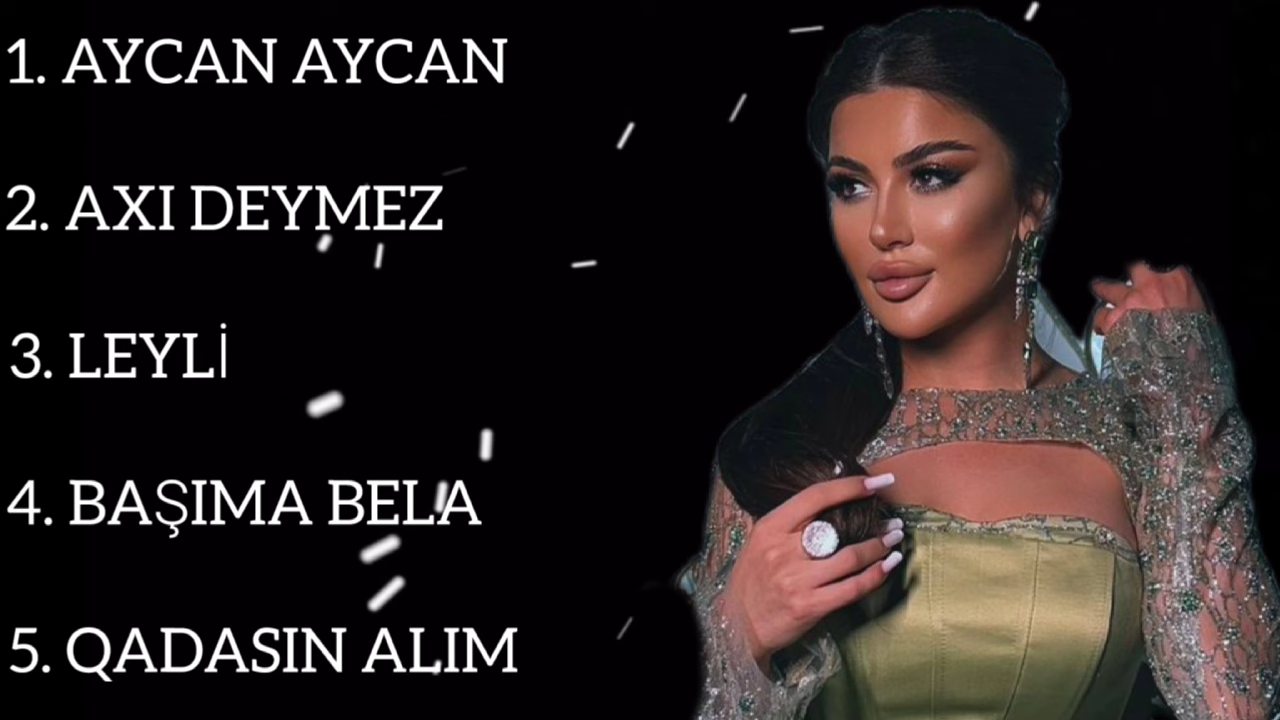 1. AYCAN AYCAN
2. AXI DEYMEZ
3. LEYLİ
4. BAŞIMA BELA
5. QADASIN ALIM